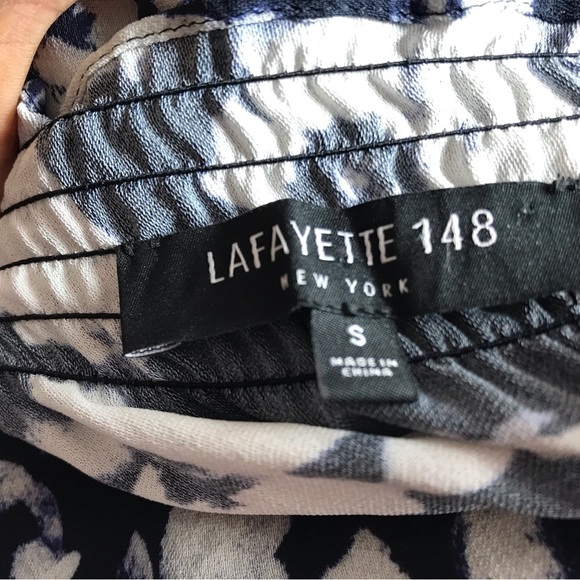 LAFAYETTE 148
NEW YORK
S
MADE IN
CHINA